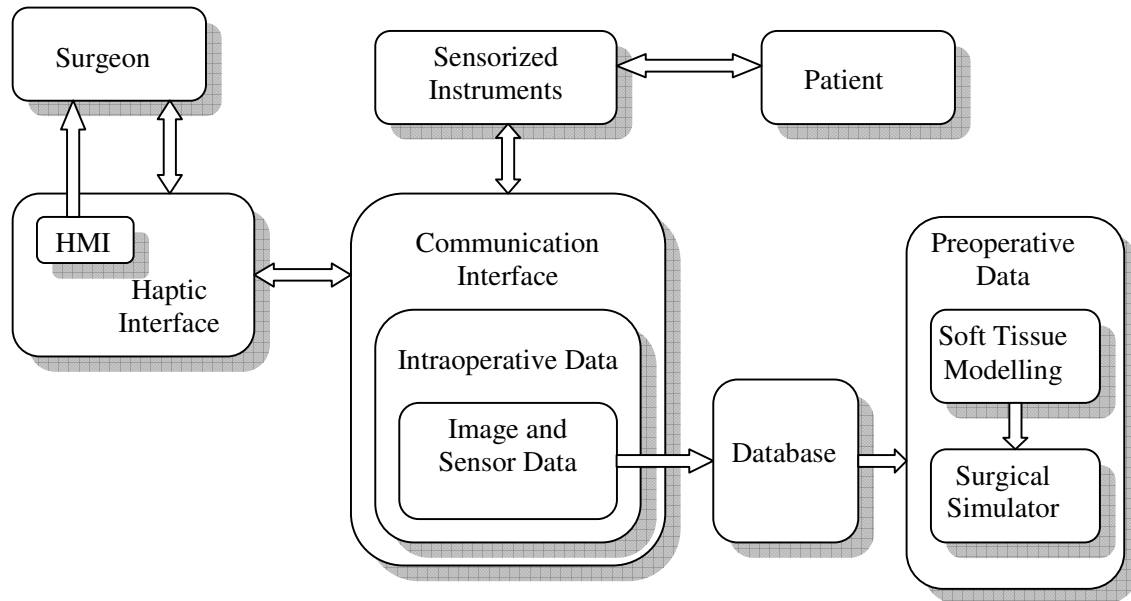 Surgeon
Sensorized
Instruments
Patient
HMI
Haptic
Interface
Communication
Interface
Intraoperative Data
Image and
Sensor Data
Database
Preoperative
Data
Soft Tissue
Modelling
Surgical
Simulator